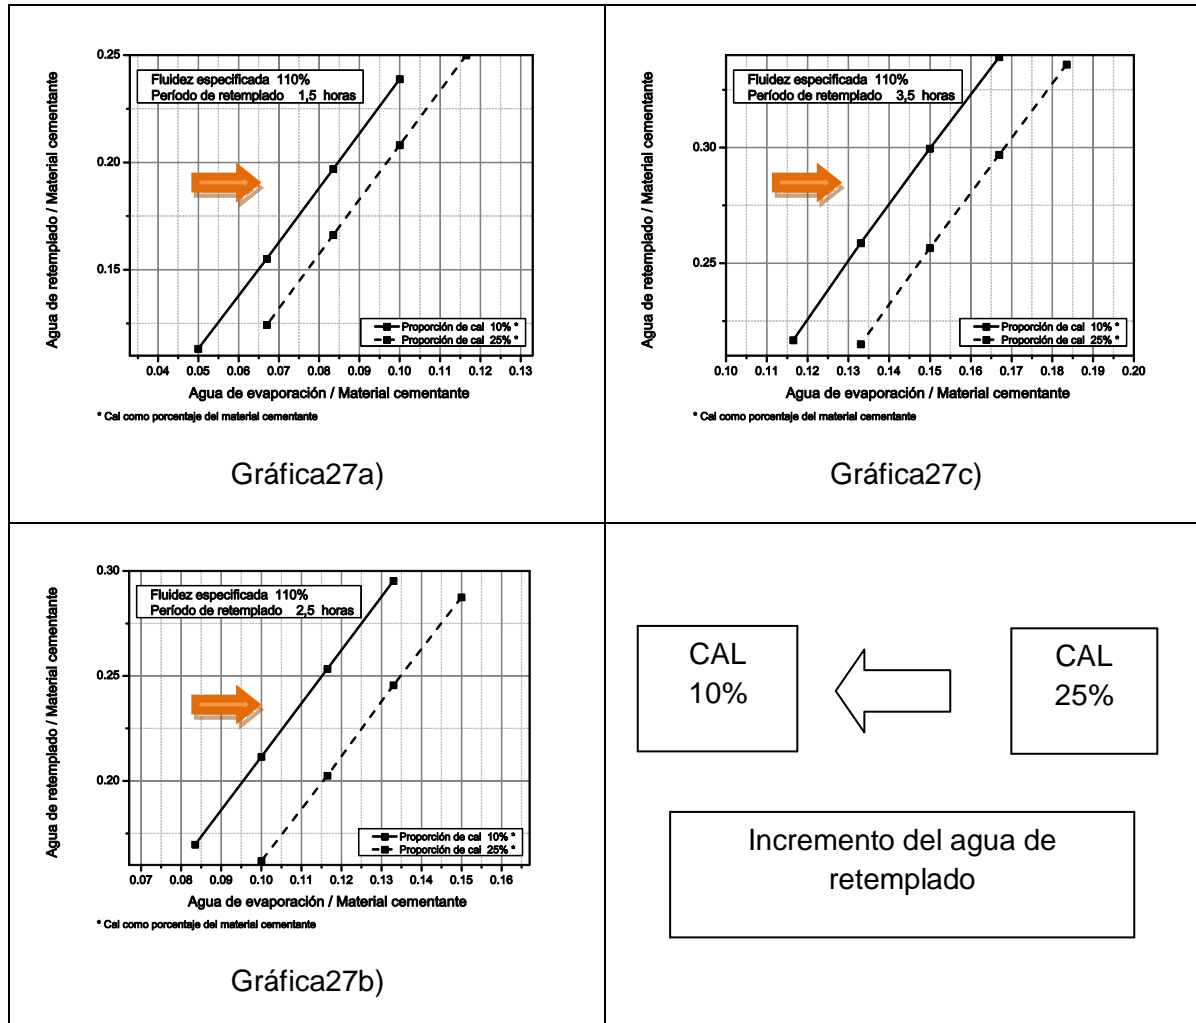 0.25
0.20
0.15
Agua de retemplado / Material cementante
Fluidez especificada 110%
Período de retemplado 1,5 horas
Proporción de cal 10% *
Proporción de cal 25% *
0.04 0.05 0.06 0.07 0.08 0.09 0.10 0.11 0.12 0.13
Agua de evaporación / Material cementante
* Cal como porcentaje del material cementante
Gráfica27a)
0.30
0.25
Agua de retemplado / Material cementante
Fluidez especificada 110%
Período de retemplado 3,5 horas
Proporción de cal 10% *
Proporción de cal 25% *
0.10 0.11 0.12 0.13 0.14 0.15 0.16 0.17 0.18 0.19 0.20
Agua de evaporación / Material cementante
* Cal como porcentaje del material cementante
Gráfica27c)
0.30
0.25
0.20
Agua de retemplado / Material cementante
Fluidez especificada 110%
Período de retemplado 2,5 horas
Proporción de cal 10% *
Proporción de cal 25% *
0.07 0.08 0.09 0.10 0.11 0.12 0.13 0.14 0.15 0.16
Agua de evaporación / Material cementante
* Cal como porcentaje del material cementante
Gráfica27b)
CAL
10%
CAL
25%
Incremento del agua de
retemplado